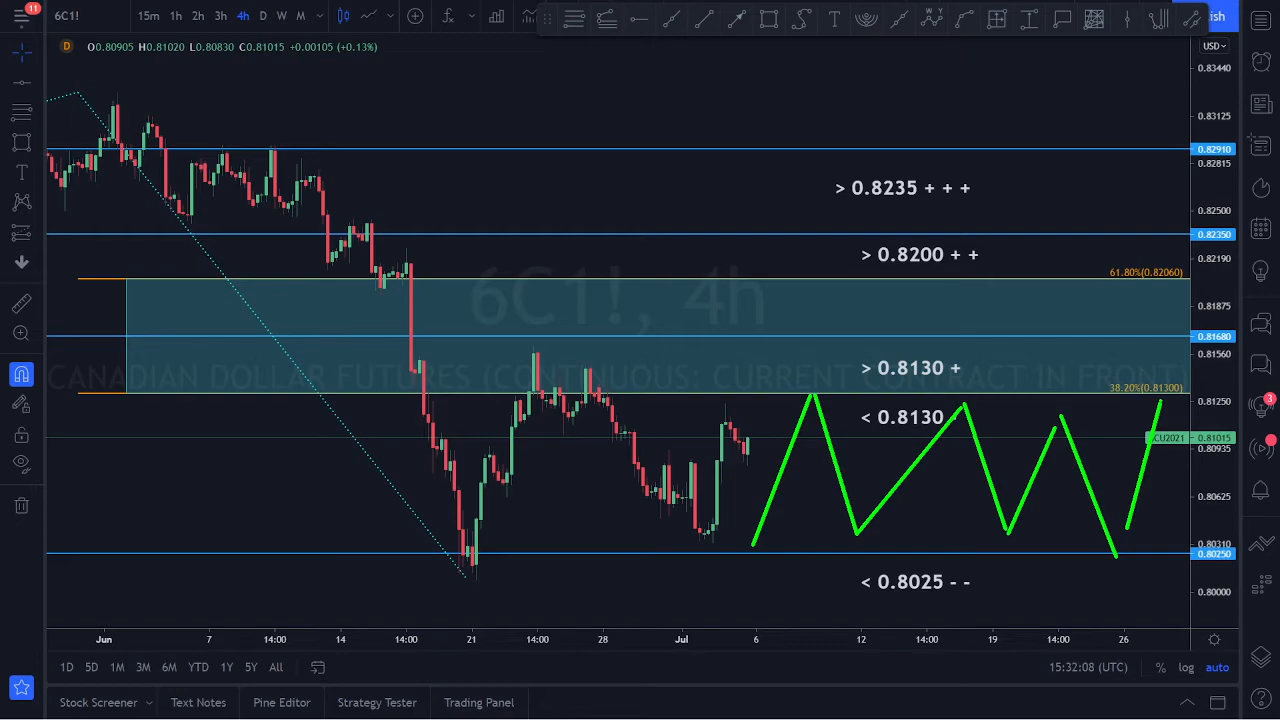 11
6C1!
15m 1h 2h 3h 4h D W M
ish
D O0.80905 H0.81020 L0.80830 C0.81015 +0.00105 (+0.13%)
USD
0.83440
0.83125
0.82910
0.82815
> 0.8235 + + +
0.82500
0.82350
> 0.8200 + +
0.82190
61.80%(0.82060)
6C1!, 4h
0.81875
0.81680
0.81560
CANADIAN DOLLAR FUTURES (CONTINUOUS: CURRENT CONTRACT IN FRONT)
> 0.8130 +
38.20%(0.81300)
0.81250
3
< 0.8130 -
CU2021 0.81015
0.80935
0.80625
0.80310
0.80250
< 0.8025 - -
0.80000
Jun 7 14:00 14 14:00 21 14:00 28 Jul 6 12 14:00 19 14:00 26
1D 5D 1M 3M 6M YTD 1Y 5Y All
15:32:08 (UTC) % log auto
Stock Screener Text Notes Pine Editor Strategy Tester Trading Panel